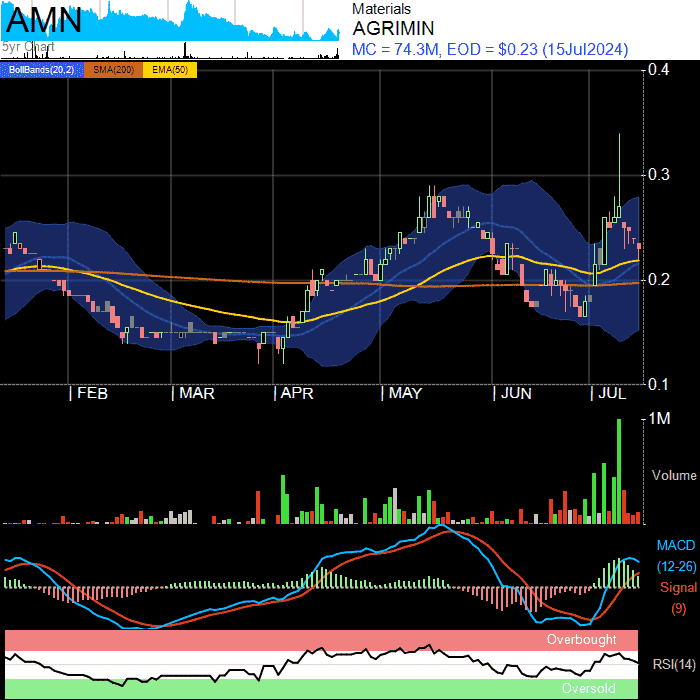 AMN
5yr Chart
Materials
AGRIMIN
MC = 74.3M, EOD = $0.23 (15Jul2024)
BollBands(20,2) SMA(200) EMA(50)
0.4
0.3
0.2
0.1
FEB MAR APR MAY JUN JUL
1M
Volume
MACD
(12-26)
Signal
(9)
Overbought
RSI(14)
Oversold